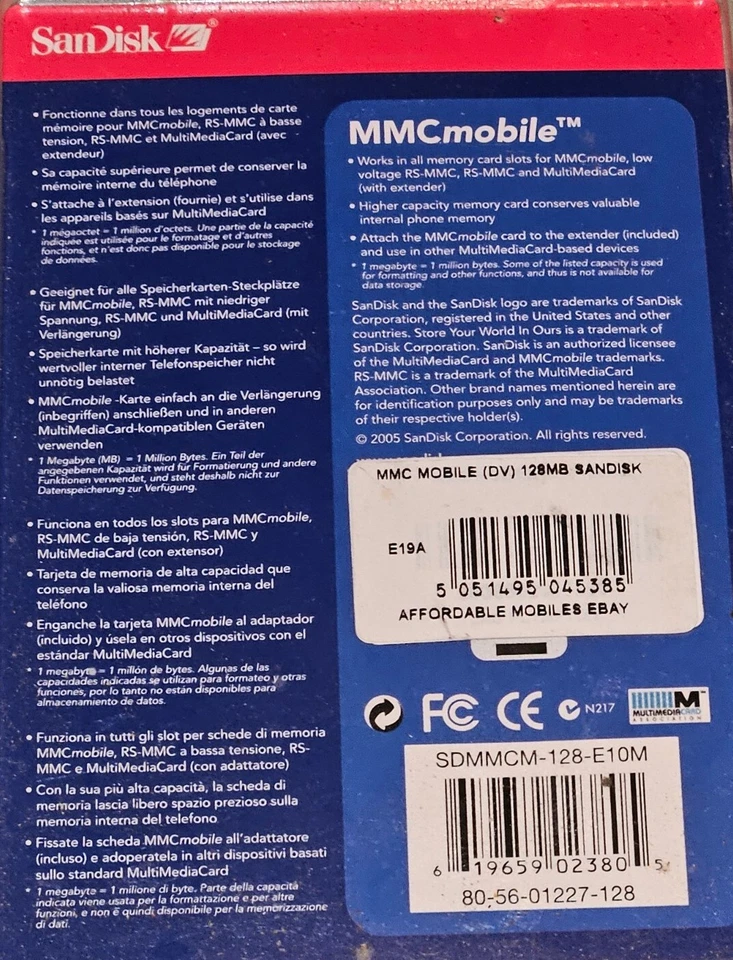 SanDisk®
• Fonctionne dans tous les logements de carte
mémoire pour MMCmobile, RS-MMC à basse
tension, RS-MMC et MultiMediaCard (avec
extendeur)
• Sa capacité supérieure permet de conserver la
mémoire interne du téléphone
• S'attache à l'extension (fournie) et s'utilise dans
les appareils basés sur MultiMediaCard
* 1 mégaoctet = 1 million d'octets. Une partie de la capacité
indiquée est utilisée pour le formatage et d'autres
fonctions, et n'est donc pas disponible pour le stockage
de données.
• Geeignet für alle Speicherkarten-Steckplätze
für MMCmobile, RS-MMC mit niedriger
Spannung, RS-MMC und MultiMediaCard (mit
Verlängerung)
• Speicherkarte mit höherer Kapazität – so wird
wertvoller interner Telefonspeicher nicht
unnötig belastet
• MMCmobile -Karte einfach an die Verlängerung
(inbegriffen) anschließen und in anderen
MultiMediaCard-kompatiblen Geräten
verwenden
* 1 Megabyte (MB) = 1 Million Bytes. Ein Teil der
angegebenen Kapazität wird für Formatierung und andere
Funktionen verwendet, und steht deshalb nicht zur
Datenspeicherung zur Verfügung.
• Funciona en todos los slots para MMCmobile,
RS-MMC de baja tensión, RS-MMC y
MultiMediaCard (con extensor)
• Tarjeta de memoria de alta capacidad que
conserva la valiosa memoria interna del
teléfono
• Enganche la tarjeta MMCmobile al adaptador
(incluido) y úsela en otros dispositivos con el
estándar MultiMediaCard
* 1 megabyte = 1 millón de bytes. Algunas de las
capacidades indicadas se utilizan para formateo y otras
funciones, por lo tanto no están disponibles para
almacenamiento de datos.
• Funziona in tutti gli slot per schede di memoria
MMCmobile, RS-MMC a bassa tensione, RS-
MMC e MultiMediaCard (con adattatore)
• Con la sua più alta capacità, la scheda di
memoria lascia libero spazio prezioso sulla
memoria interna del telefono
• Fissate la scheda MMCmobile all'adattatore
(incluso) e adoperatela in altri dispositivi basati
sullo standard MultiMediaCard
* 1 megabyte = 1 milione di byte. Parte della capacità
indicata viene usata per la formattazione e per altre
funzioni, e non è quindi disponibile per la memorizzazione
di dati.
MMCmobile™
• Works in all memory card slots for MMCmobile, low
voltage RS-MMC, RS-MMC and MultiMediaCard
(with extender)
• Higher capacity memory card conserves valuable
internal phone memory
• Attach the MMCmobile card to the extender (included)
and use in other MultiMediaCard-based devices
* 1 megabyte = 1 million bytes. Some of the listed capacity is used
for formatting and other functions, and thus is not available for
data storage.
SanDisk and the SanDisk logo are trademarks of SanDisk
Corporation, registered in the United States and other
countries. Store Your World In Ours is a trademark of
SanDisk Corporation. SanDisk is an authorized licensee
of the MultiMediaCard and MMCmobile trademarks.
RS-MMC is a trademark of the MultiMediaCard
Association. Other brand names mentioned herein are
for identification purposes only and may be trademarks
of their respective holder(s).
© 2005 SanDisk Corporation. All rights reserved.
MMC MOBILE (DV) 128MB SANDISK
E19A
5 051495 045385
AFFORDABLE MOBILES EBAY
FC CE N217 M™
MULTIMEDIACARD
ASSOCIATION
SDMMCM-128-E10M
6 19659 02380 5
80-56-01227-128